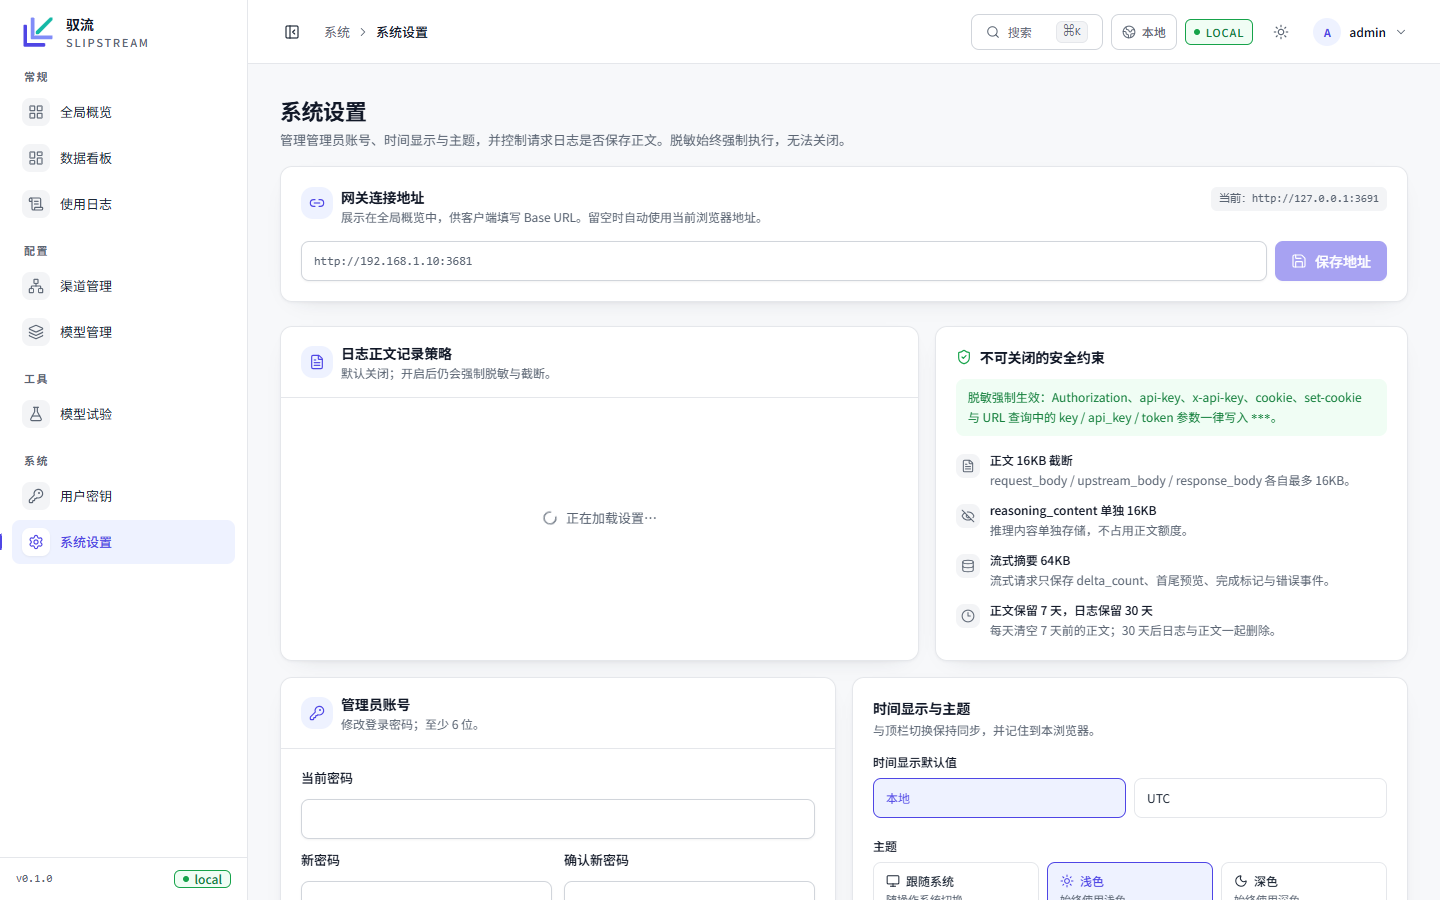 驭流
SLIPSTREAM
常规
全局概览
数据看板
使用日志
配置
渠道管理
模型管理
工具
模型试验
系统
用户密钥
系统设置
v0.1.0
local
系统
系统设置
搜索
⌘K
本地
LOCAL
A
admin
系统设置
管理管理员账号、时间显示与主题，并控制请求日志是否保存正文。脱敏始终强制执行，无法关闭。
网关连接地址
展示在全局概览中，供客户端填写 Base URL。留空时自动使用当前浏览器地址。
当前：http://127.0.0.1:3691
http://192.168.1.10:3681
保存地址
日志正文记录策略
默认关闭；开启后仍会强制脱敏与截断。
正在加载设置…
不可关闭的安全约束
脱敏强制生效：Authorization、api-key、x-api-key、cookie、set-cookie
与 URL 查询中的 key / api_key / token 参数一律写入 ***。
正文 16KB 截断
request_body / upstream_body / response_body 各自最多 16KB。
reasoning_content 单独 16KB
推理内容单独存储，不占用正文额度。
流式摘要 64KB
流式请求只保存 delta_count、首尾预览、完成标记与错误事件。
正文保留 7 天，日志保留 30 天
每天清空 7 天前的正文；30 天后日志与正文一起删除。
管理员账号
修改登录密码；至少 6 位。
当前密码
新密码
确认新密码
时间显示与主题
与顶栏切换保持同步，并记住到本浏览器。
时间显示默认值
本地
UTC
主题
跟随系统
随操作系统切换
浅色
始终使用浅色
深色
始终使用深色